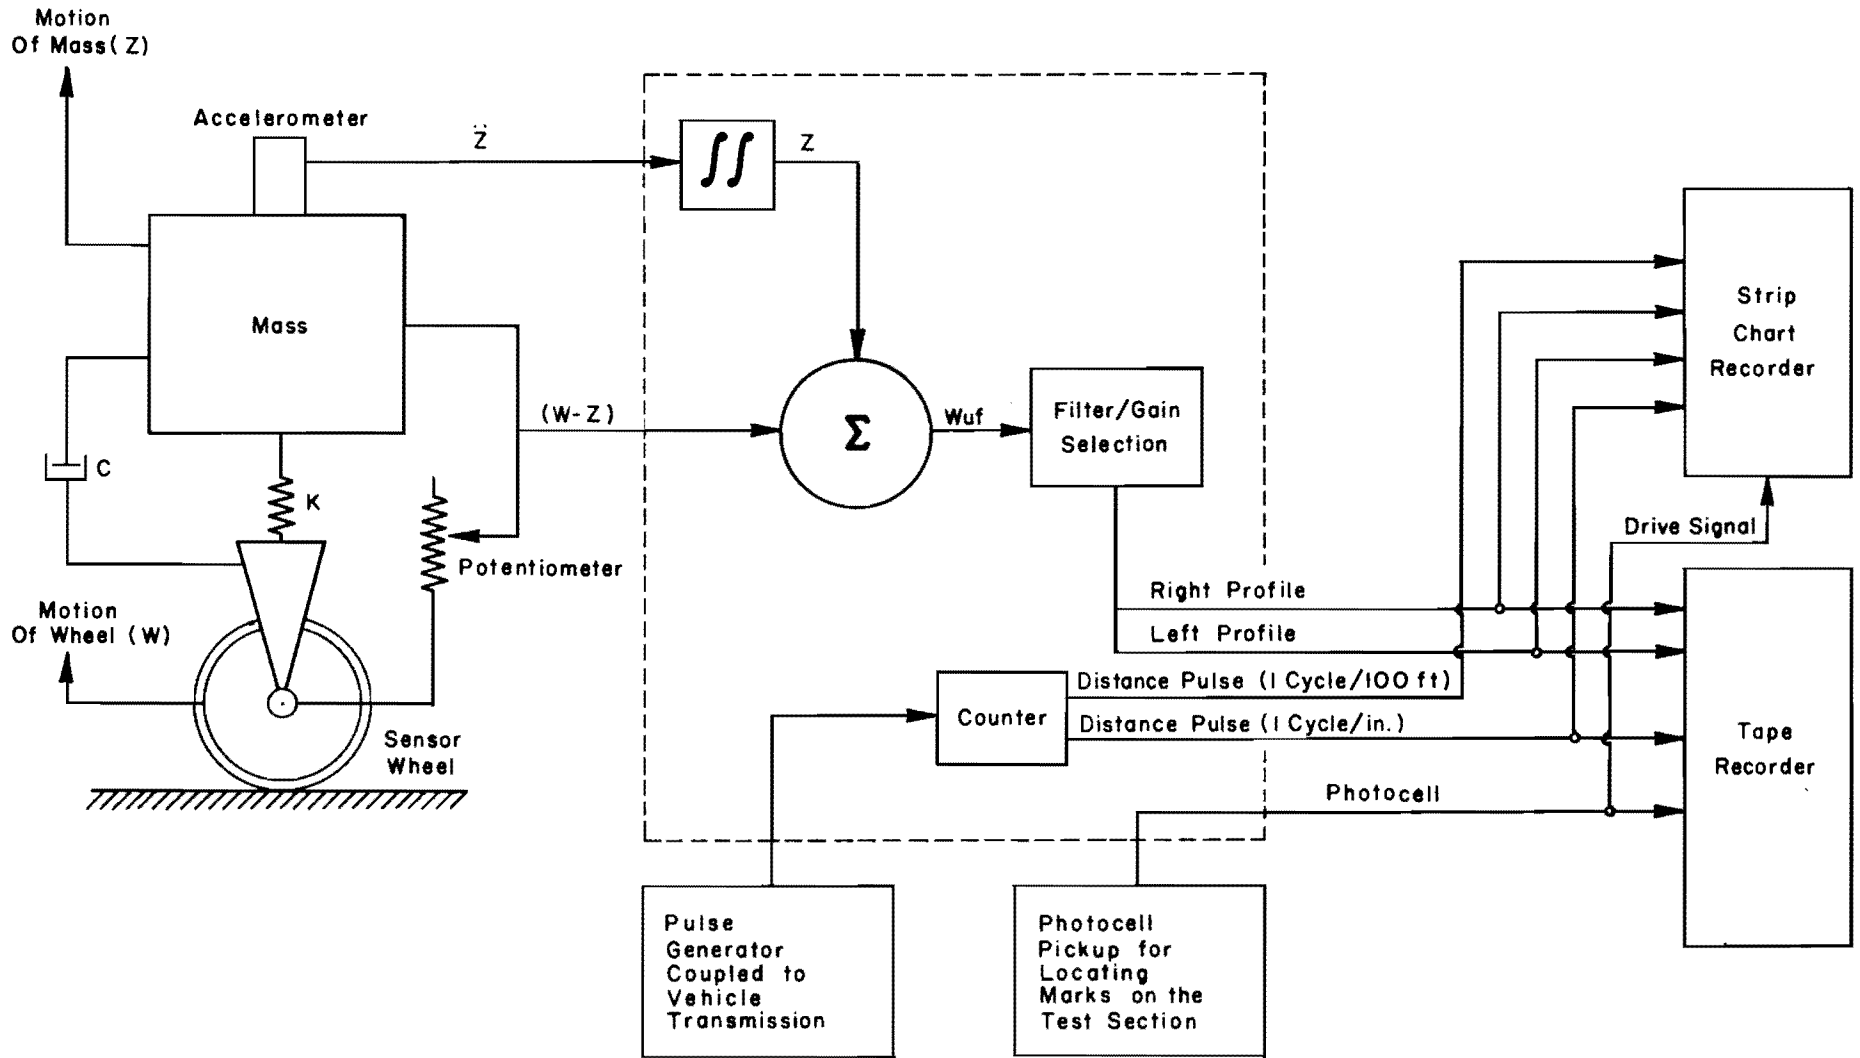 Motion
Of Mass(Z)
Accelerometer
Z̈
∫∫
Z
Mass
(W-Z)
Σ
Wuf
Filter/Gain
Selection
Strip
Chart
Recorder
C
K
Potentiometer
Drive Signal
Motion
Of Wheel (W)
Right Profile
Left Profile
Distance Pulse (1 Cycle/100 ft)
Counter
Distance Pulse (1 Cycle/in.)
Sensor
Wheel
Tape
Recorder
Photocell
Pulse
Generator
Coupled to
Vehicle
Transmission
Photocell
Pickup for
Locating
Marks on the
Test Section